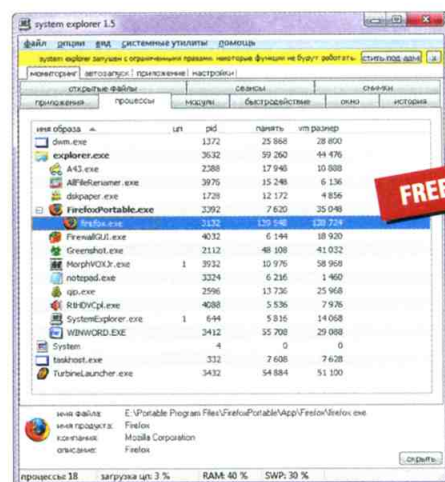 system explorer 1.5
файл опции вид системные утилиты помощь
system explorer запущен с ограниченными правами. некоторые функции не будут работать. стить под адм x
мониторинг автозапуск приложение настройки
открытые файлы сеансы снимки
приложения процессы модули быстродействие окно история
имя образа цп pid память vm размер
dwm.exe 1372 25 868 28 800
explorer.exe 3632 59 260 44 476
A43.exe 2388 17 948 10 888
AllFileRenamer.exe 3976 15 248 6 136
dskpaper.exe 1728 12 172 4 856
FirefoxPortable.exe 3392 7 620 35 048
FREE
firefox.exe 3132 139 548 138 724
FirewallGUI.exe 4032 6 144 18 920
Greenshot.exe 2112 48 108 41 032
MorphVOXJr.exe 1 3932 10 976 58 968
notepad.exe 3324 6 216 1 460
qip.exe 2596 13 736 25 968
RtHDVCpl.exe 4088 5 536 7 976
SystemExplorer.exe 1 644 5 816 14 068
WINWORD.EXE 3412 55 708 29 088
System 4 0 0
taskhost.exe 332 7 608 7 628
TurbineLauncher.exe 3432 54 884 51 100
имя файла: E:\Portable Program Files\FirefoxPortable\App\Firefox\firefox.exe
имя продукта: Firefox
компания: Mozilla Corporation
описание: Firefox
скрыть
процессы: 18 загрузка цп: 3 % RAM: 40 % SWP: 30 %